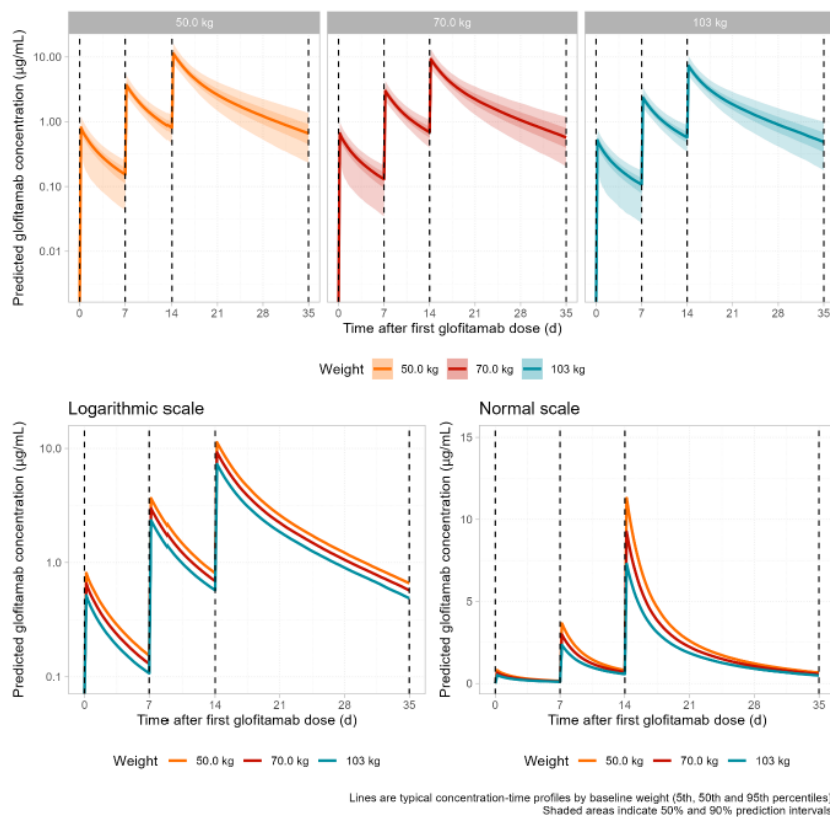 50.0 kg 70.0 kg 103 kg
Predicted glofitamab concentration (µg/mL)
10.00
1.00
0.10
0.01
0 7 14 21 28 35 0 7 14 21 28 35 0 7 14 21 28 35
Time after first glofitamab dose (d)
Weight 50.0 kg 70.0 kg 103 kg
Logarithmic scale
Predicted glofitamab concentration (µg/mL)
10.0
1.0
0.1
0 7 14 21 28 35
Time after first glofitamab dose (d)
Weight 50.0 kg 70.0 kg 103 kg
Normal scale
Predicted glofitamab concentration (µg/mL)
15
10
5
0
0 7 14 21 28 35
Time after first glofitamab dose (d)
Weight 50.0 kg 70.0 kg 103 kg
Lines are typical concentration-time profiles by baseline weight (5th, 50th and 95th percentiles)
Shaded areas indicate 50% and 90% prediction intervals